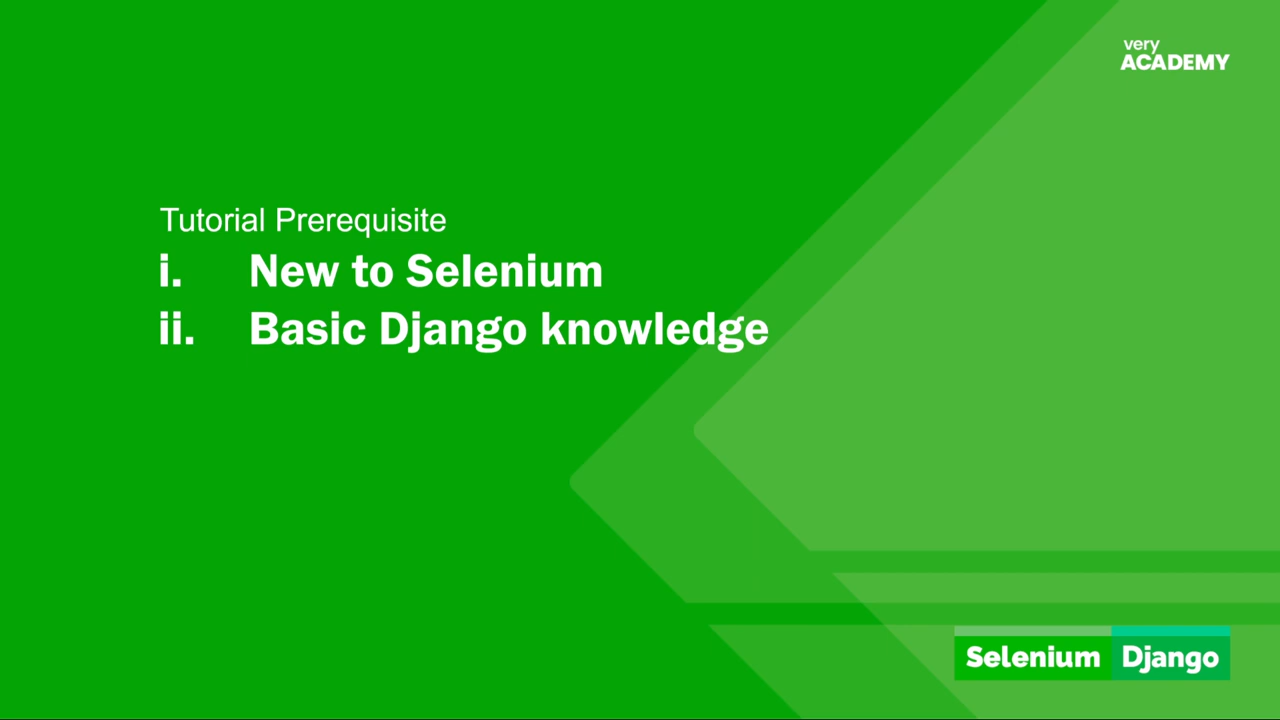 very
ACADEMY
Tutorial Prerequisite
i. New to Selenium
ii. Basic Django knowledge
Selenium Django